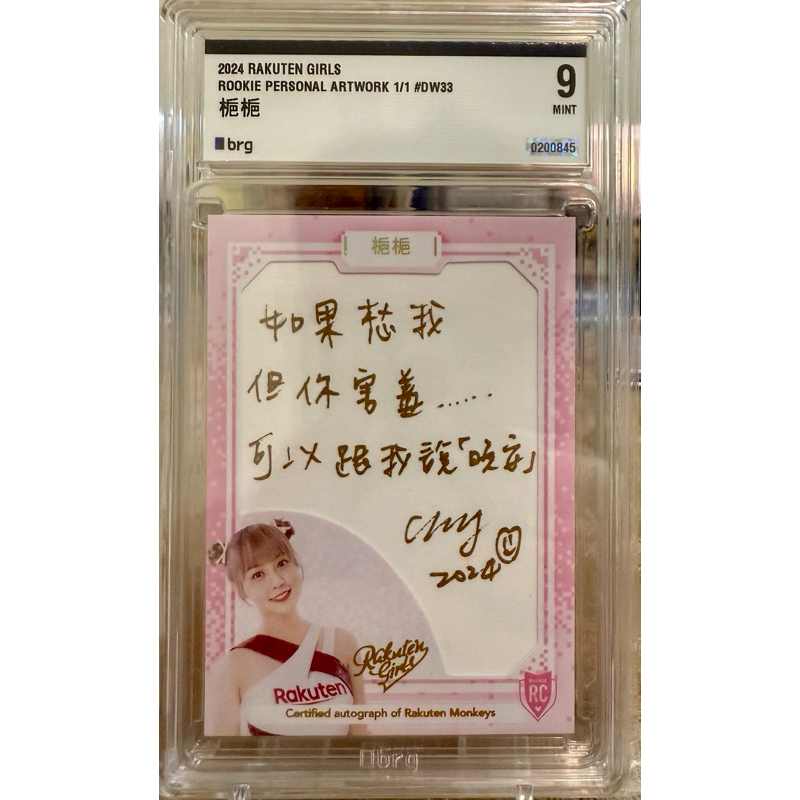 2024 RAKUTEN GIRLS
ROOKIE PERSONAL ARTWORK 1/1 #DW33
梔梔
brg
9
MINT
0200845
梔梔
如果想我
但你害羞......
可以跟我說「晚安」
2024
Rakuten
Girls
Rakuten
Certified autograph of Rakuten Monkeys
RC
brg